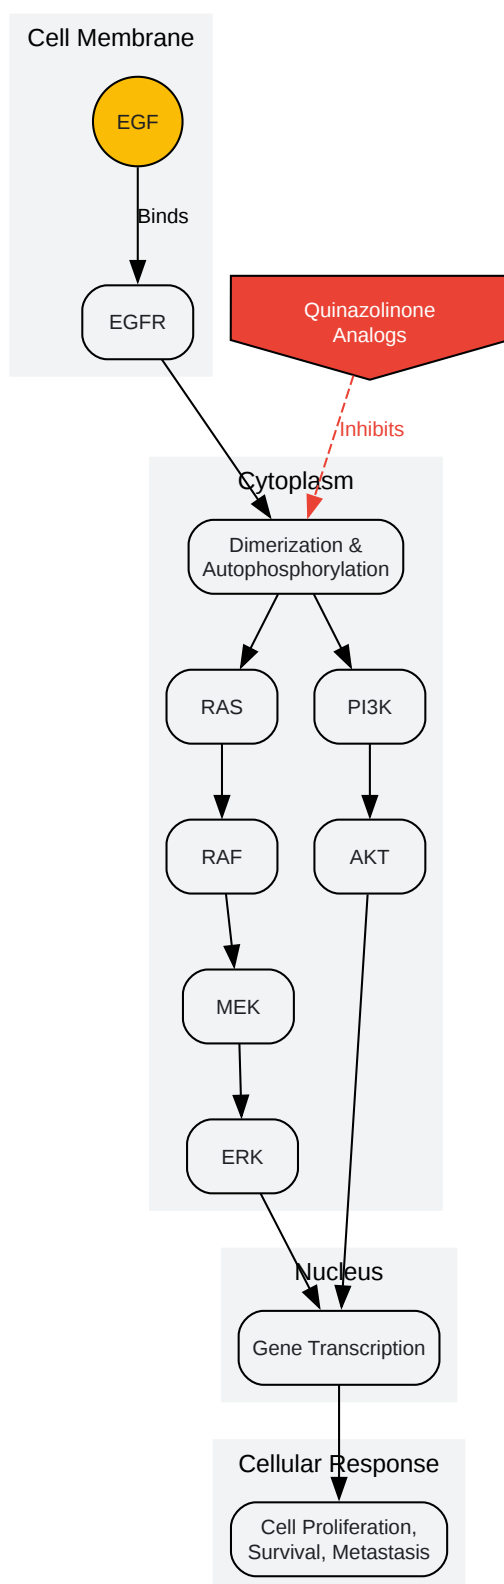 Cell Membrane
EGF
Binds
EGFR
Quinazolinone
Analogs
Inhibits
Cytoplasm
Dimerization &
Autophosphorylation
RAS
PI3K
RAF
AKT
MEK
ERK
Nucleus
Gene Transcription
Cellular Response
Cell Proliferation,
Survival, Metastasis